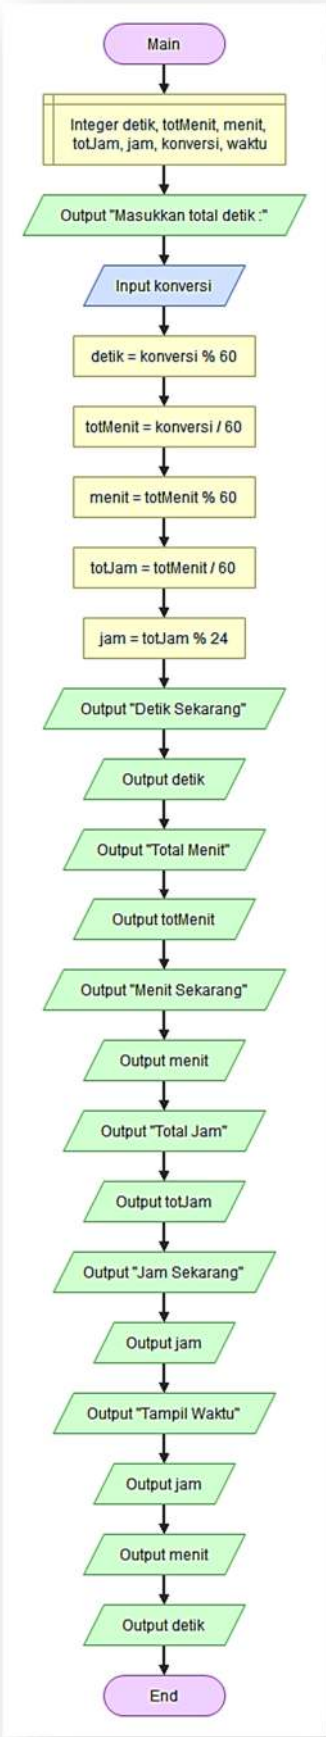 Main
Integer detik, totMenit, menit,
totJam, jam, konversi, waktu
Output "Masukkan total detik :"
Input konversi
detik = konversi % 60
totMenit = konversi / 60
menit = totMenit % 60
totJam = totMenit / 60
jam = totJam % 24
Output "Detik Sekarang"
Output detik
Output "Total Menit"
Output totMenit
Output "Menit Sekarang"
Output menit
Output "Total Jam"
Output totJam
Output "Jam Sekarang"
Output jam
Output "Tampil Waktu"
Output jam
Output menit
Output detik
End